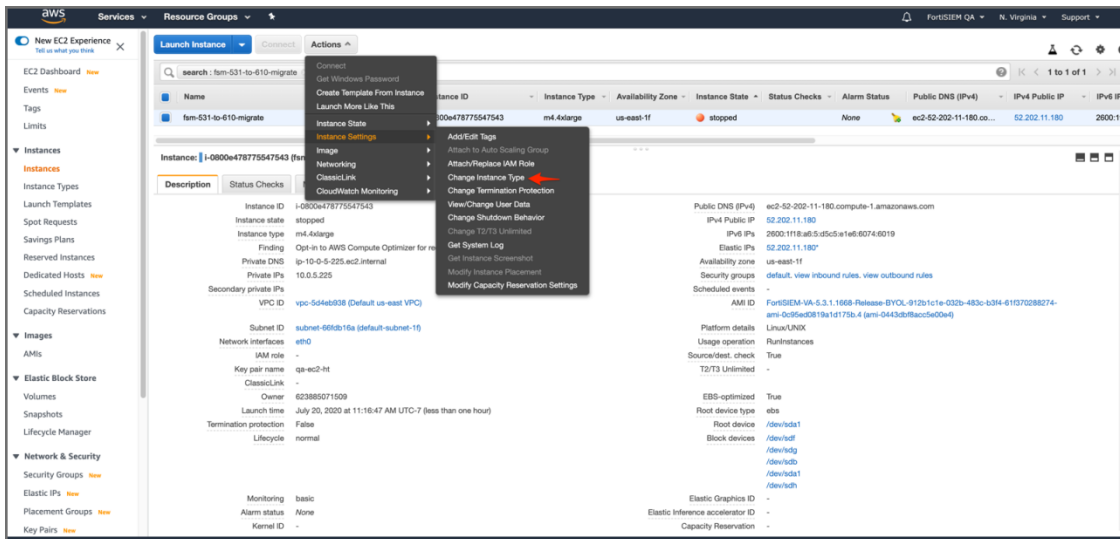 aws Services Resource Groups FortiSIEM QA N. Virginia Support
New EC2 Experience
Tell us what you think
EC2 Dashboard New
Events New
Tags
Limits
Instances
Instances
Instance Types
Launch Templates
Spot Requests
Savings Plans
Reserved Instances
Dedicated Hosts New
Scheduled Instances
Capacity Reservations
Images
AMIs
Elastic Block Store
Volumes
Snapshots
Lifecycle Manager
Network & Security
Security Groups New
Elastic IPs New
Placement Groups New
Key Pairs New
Launch Instance Connect Actions
search : fsm-531-to-610-migrate 1 to 1 of 1
Name Instance Type Availability Zone Instance State Status Checks Alarm Status Public DNS (IPv4) IPv4 Public IP
fsm-531-to-610-migrate m4.4xlarge us-east-1f stopped None ec2-52-202-11-180.co... 52.202.11.180
Connect
Get Windows Password
Create Template From Instance
Launch More Like This
Instance State
Instance Settings
Image
Networking
ClassicLink
CloudWatch Monitoring
Add/Edit Tags
Attach to Auto Scaling Group
Attach/Replace IAM Role
Change Instance Type
Change Termination Protection
View/Change User Data
Change Shutdown Behavior
Change T2/T3 Unlimited
Get System Log
Get Instance Screenshot
Modify Instance Placement
Modify Capacity Reservation Settings
Instance: i-0800e478775547543
Description Status Checks
Instance ID i-0800e478775547543
Instance state stopped
Instance type m4.4xlarge
Finding Opt-in to AWS Compute Optimizer for
Private DNS ip-10-0-5-225.ec2.internal
Private IPs 10.0.5.225
Secondary private IPs
VPC ID vpc-5d4eb938 (Default us-east VPC)
Subnet ID subnet-66fdb16a (default-subnet-1f)
Network interfaces eth0
IAM role -
Key pair name qa-ec2-ht
ClassicLink -
Owner 623885071509
Launch time July 20, 2020 at 11:16:47 AM UTC-7 (less than one hour)
Termination protection False
Lifecycle normal
Monitoring basic
Alarm status None
Kernel ID -
Public DNS (IPv4) ec2-52-202-11-180.compute-1.amazonaws.com
IPv4 Public IP 52.202.11.180
IPv6 IPs 2600:1f18:a6:5:d5c5:e1e6:6074:6019
Elastic IPs 52.202.11.180*
Availability zone us-east-1f
Security groups default. view inbound rules. view outbound rules
Scheduled events -
AMI ID FortiSIEM-VA-5.3.1.1668-Release-BYOL-912b1c1e-032b-483c-b3f4-61f370288274-
ami-0c95ed0819a1d175b.4 (ami-0443dbf8acc5e00e4)
Platform details Linux/UNIX
Usage operation RunInstances
Source/dest. check True
T2/T3 Unlimited -
EBS-optimized True
Root device type ebs
Root device /dev/sda1
Block devices /dev/sdf
/dev/sdg
/dev/sdb
/dev/sda1
/dev/sdh
Elastic Graphics ID -
Elastic Inference accelerator ID -
Capacity Reservation -